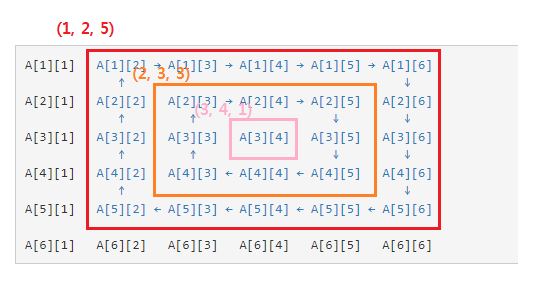 (1, 2, 5)
A[1][1] A[1][2] → A[1][3] → A[1][4] → A[1][5] → A[1][6]
↑ (2, 3, 3) ↓
A[2][1] A[2][2] A[2][3] → A[2][4] → A[2][5] A[2][6]
↑ ↑ (3, 4, 1) ↓ ↓
A[3][1] A[3][2] A[3][3] A[3][4] A[3][5] A[3][6]
↑ ↑ ↓ ↓
A[4][1] A[4][2] A[4][3] ← A[4][4] ← A[4][5] A[4][6]
↑ ↓
A[5][1] A[5][2] ← A[5][3] ← A[5][4] ← A[5][5] ← A[5][6]
A[6][1] A[6][2] A[6][3] A[6][4] A[6][5] A[6][6]